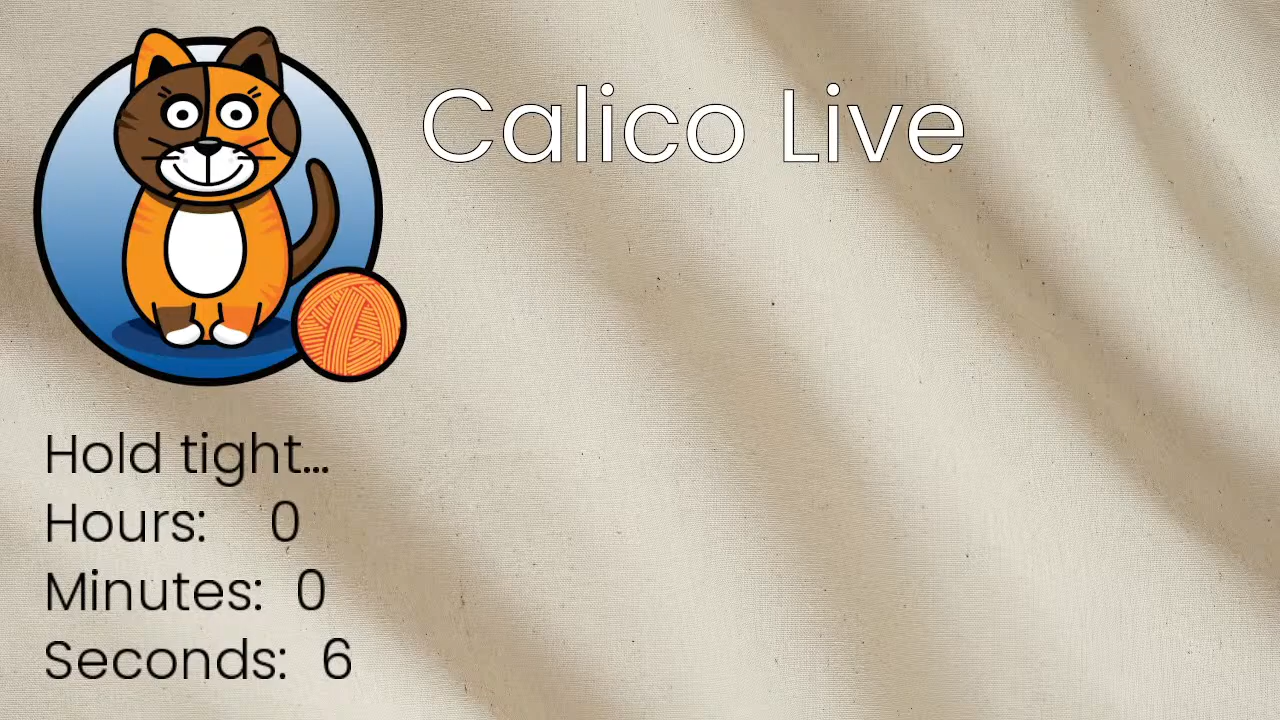 Calico Live
Hold tight...
Hours: 0
Minutes: 0
Seconds: 6